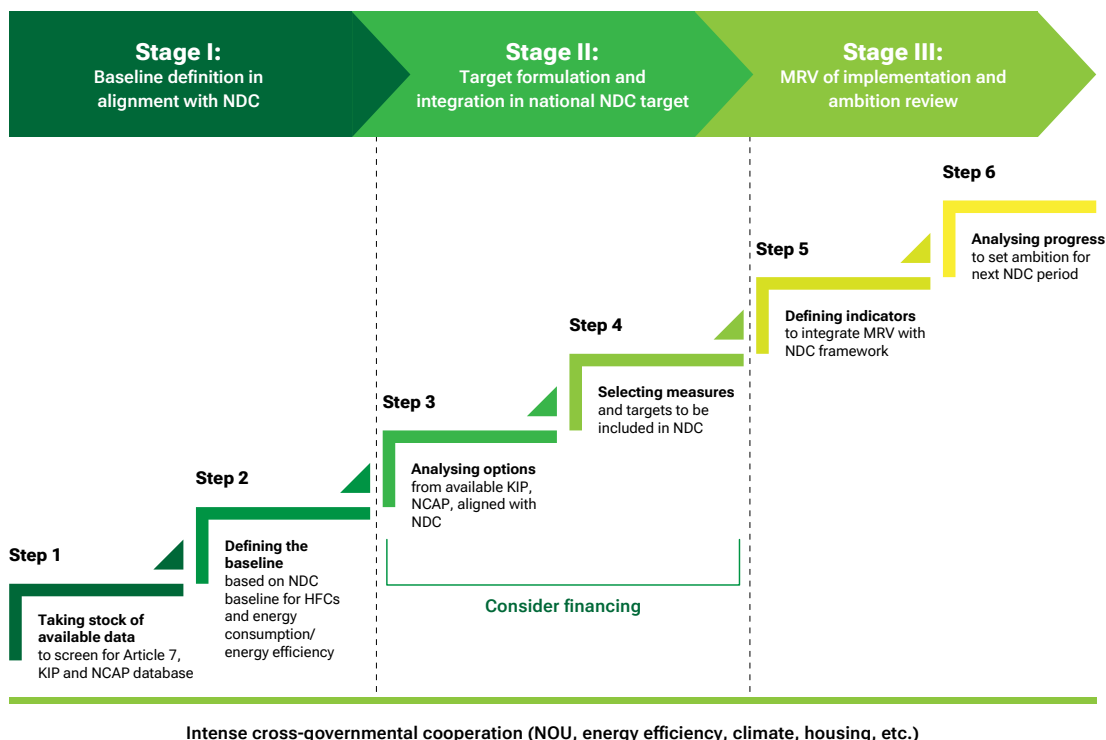 Stage I:
Baseline definition in
alignment with NDC
Stage II:
Target formulation and
integration in national NDC target
Stage III:
MRV of implementation and
ambition review
Step 1
Taking stock of
available data
to screen for Article 7,
KIP and NCAP database
Step 2
Defining the
baseline
based on NDC
baseline for HFCs
and energy
consumption/
energy efficiency
Step 3
Analysing options
from available KIP,
NCAP, aligned with
NDC
Step 4
Selecting measures
and targets to be
included in NDC
Consider financing
Step 5
Defining indicators
to integrate MRV with
NDC framework
Step 6
Analysing progress
to set ambition for
next NDC period
Intense cross-governmental cooperation (NOU, energy efficiency, climate, housing, etc.)